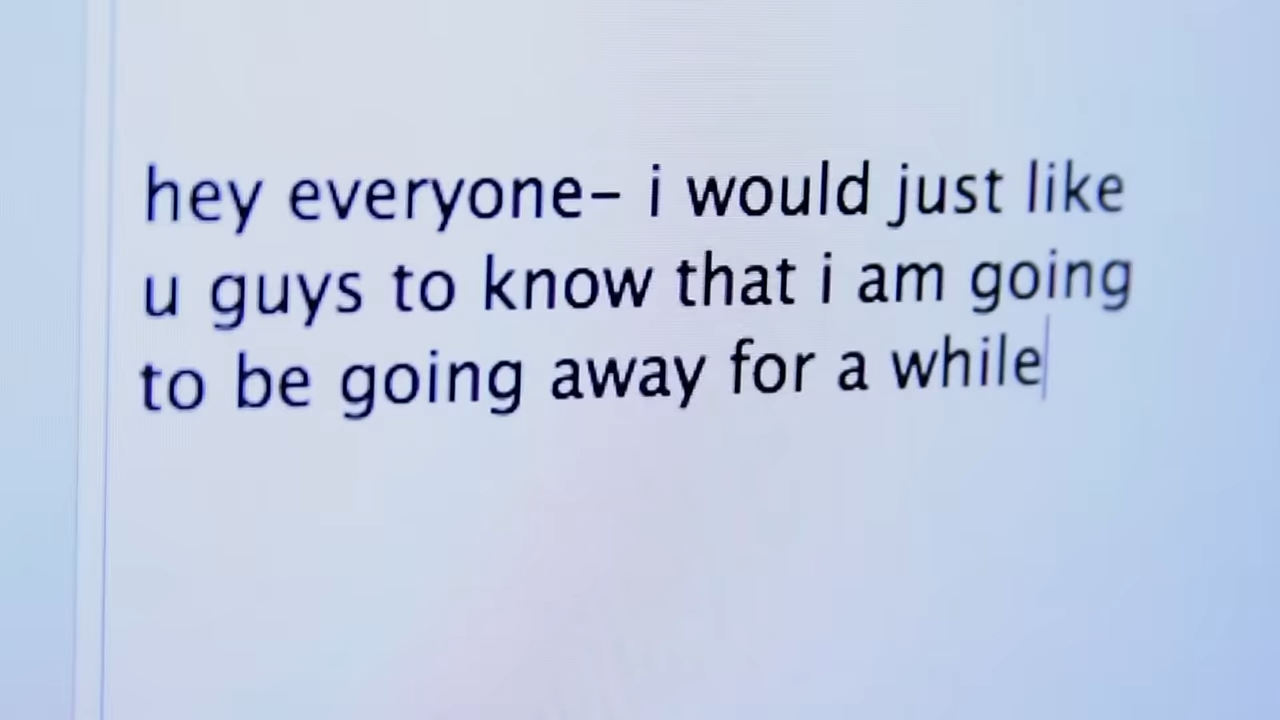 hey everyone– i would just like
u guys to know that i am going
to be going away for a while